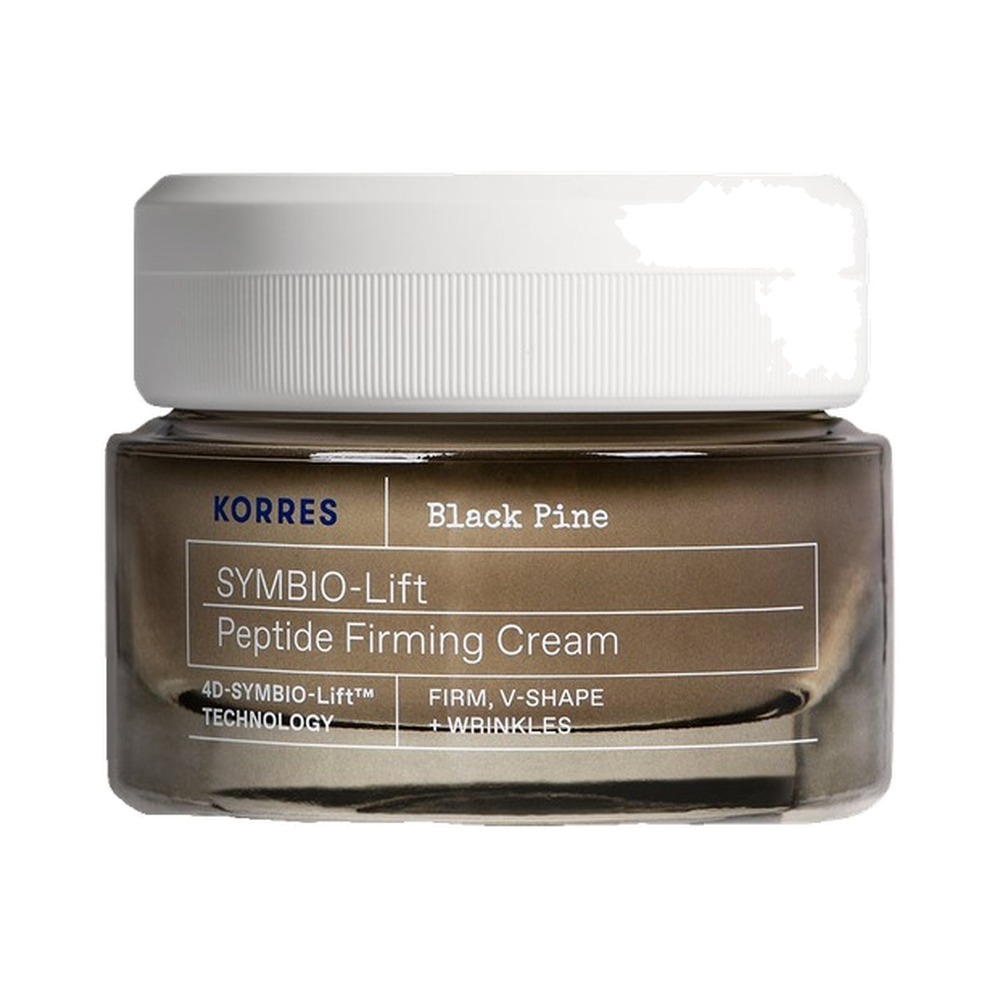 KORRES
Black Pine
SYMBIO-Lift
Peptide Firming Cream
4D-SYMBIO-Lift™
TECHNOLOGY
FIRM, V-SHAPE
+ WRINKLES